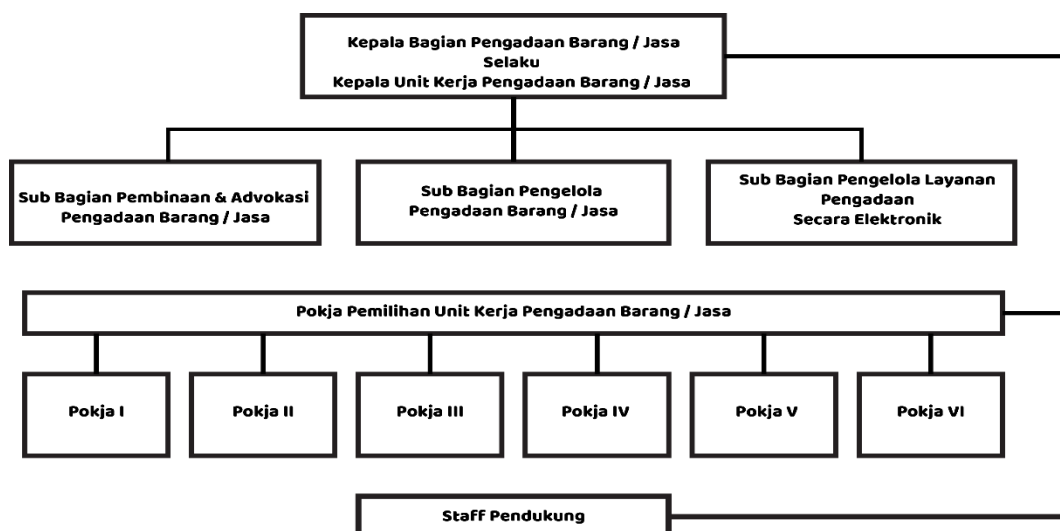 Kepala Bagian Pengadaan Barang / Jasa
Selaku
Kepala Unit Kerja Pengadaan Barang / Jasa
Sub Bagian Pembinaan & Advokasi
Pengadaan Barang / Jasa
Sub Bagian Pengelola
Pengadaan Barang / Jasa
Sub Bagian Pengelola Layanan
Pengadaan
Secara Elektronik
Pokja Pemilihan Unit Kerja Pengadaan Barang / Jasa
Pokja I
Pokja II
Pokja III
Pokja IV
Pokja V
Pokja VI
Staff Pendukung